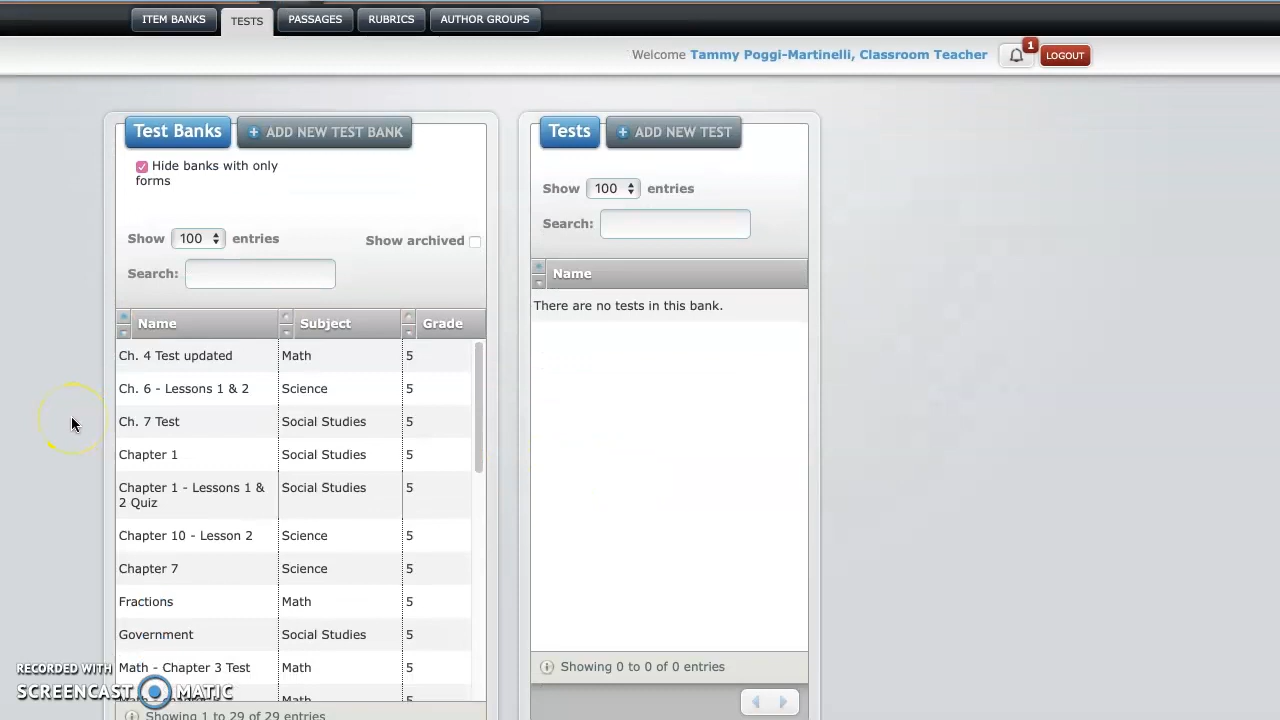 ITEM BANKS TESTS PASSAGES RUBRICS AUTHOR GROUPS
Welcome Tammy Poggi-Martinelli, Classroom Teacher 1 LOGOUT
Test Banks + ADD NEW TEST BANK
Hide banks with only
forms
Show 100 entries Show archived
Search:
Name Subject Grade
Ch. 4 Test updated Math 5
Ch. 6 - Lessons 1 & 2 Science 5
Ch. 7 Test Social Studies 5
Chapter 1 Social Studies 5
Chapter 1 - Lessons 1 & Social Studies 5
2 Quiz
Chapter 10 - Lesson 2 Science 5
Chapter 7 Science 5
Fractions Math 5
Government Social Studies 5
Math - Chapter 3 Test Math 5
Showing 1 to 29 of 29 entries
Tests + ADD NEW TEST
Show 100 entries
Search:
Name
There are no tests in this bank.
Showing 0 to 0 of 0 entries
RECORDED WITH
SCREENCAST MATIC